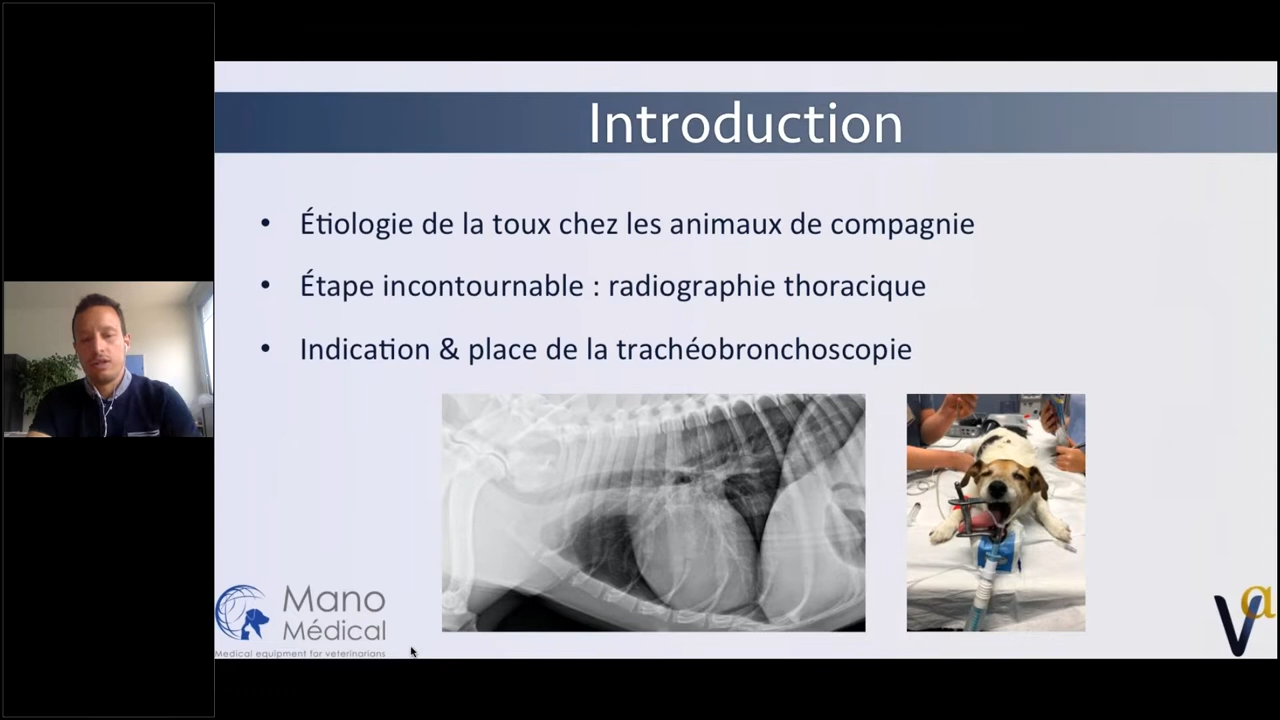 Introduction
• Étiologie de la toux chez les animaux de compagnie
• Étape incontournable : radiographie thoracique
• Indication & place de la trachéobronchoscopie
Mano
Médical
Medical equipment for veterinarians
Va